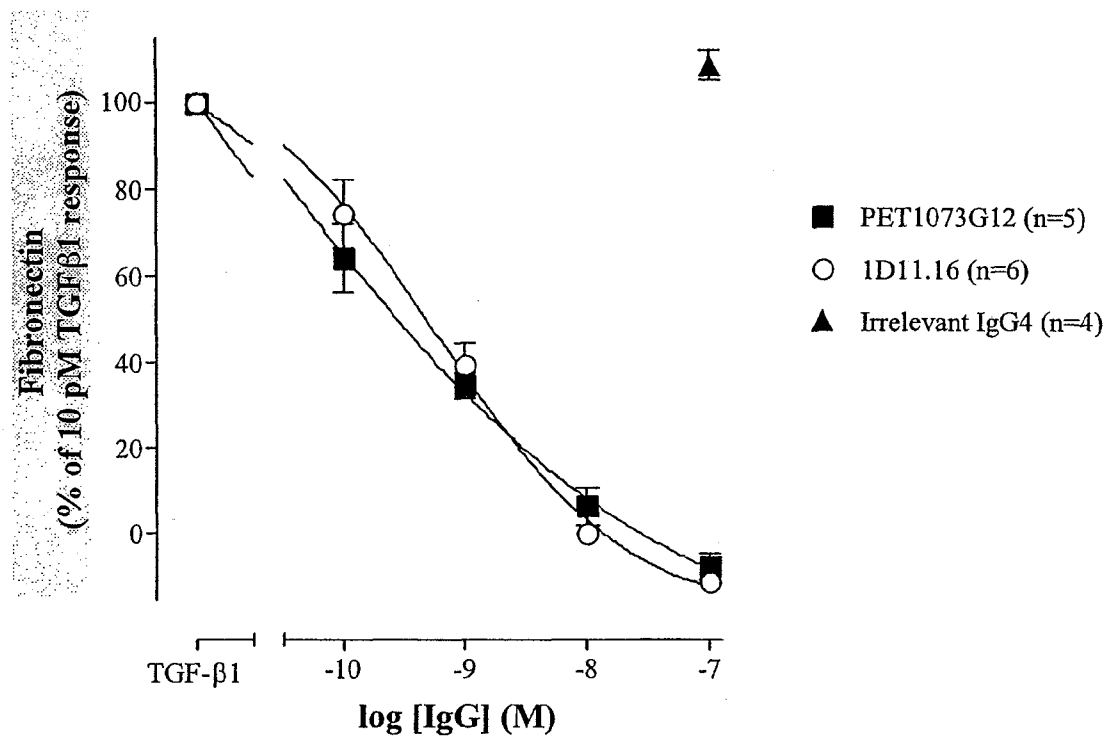 Fibronectin
(% of 10 pM TGFβ1 response)
100
80
60
40
20
0
TGF-β1
-10
-9
-8
-7
log [IgG] (M)
PET1073G12 (n=5)
1D11.16 (n=6)
Irrelevant IgG4 (n=4)